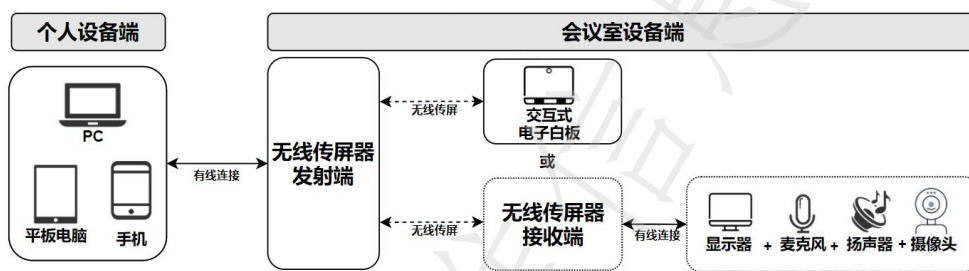 个人设备端
会议室设备端
PC
平板电脑
手机
有线连接
无线传屏器
发射端
无线传屏
交互式
电子白板
或
无线传屏
无线传屏器
接收端
有线连接
显示器 + 麦克风 + 扬声器 + 摄像头